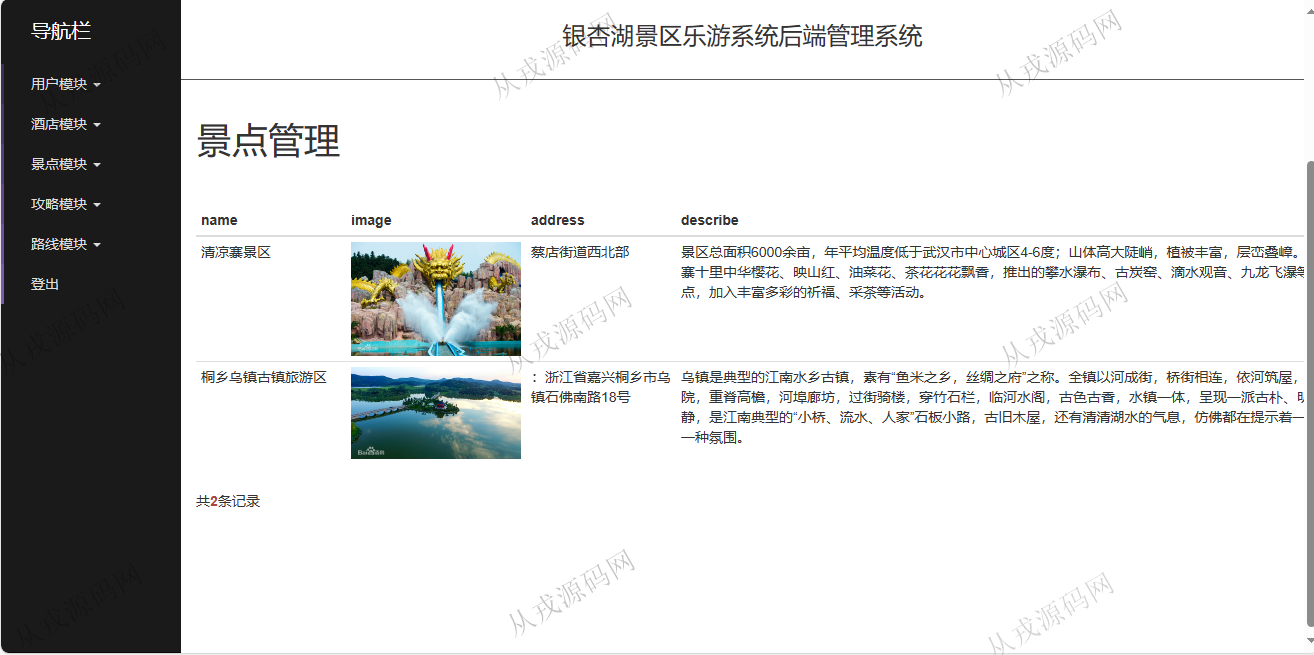 导航栏
用户模块
酒店模块
景点模块
攻略模块
路线模块
登出
银杏湖景区乐游系统后端管理系统
景点管理
name image address describe
清凉寨景区
蔡店街道西北部
景区总面积6000余亩，年平均温度低于武汉市中心城区4-6度；山体高大陡峭，植被丰富，层峦叠嶂。
寨十里中华樱花、映山红、油菜花、茶花花花飘香，推出的攀水瀑布、古炭窑、滴水观音、九龙飞瀑等
点，加入丰富多彩的祈福、采茶等活动。
桐乡乌镇古镇旅游区
：浙江省嘉兴桐乡市乌
镇石佛南路18号
乌镇是典型的江南水乡古镇，素有“鱼米之乡，丝绸之府”之称。全镇以河成街，桥街相连，依河筑屋，
院，重脊高檐，河埠廊坊，过街骑楼，穿竹石栏，临河水阁，古色古香，水镇一体，呈现一派古朴、明
静，是江南典型的“小桥、流水、人家”石板小路，古旧木屋，还有清清湖水的气息，仿佛都在提示着一
一种氛围。
共2条记录
从戎源码网
从戎源码网
从戎源码网
从戎源码网
从戎源码网
从戎源码网
从戎源码网
从戎源码网
从戎源码网